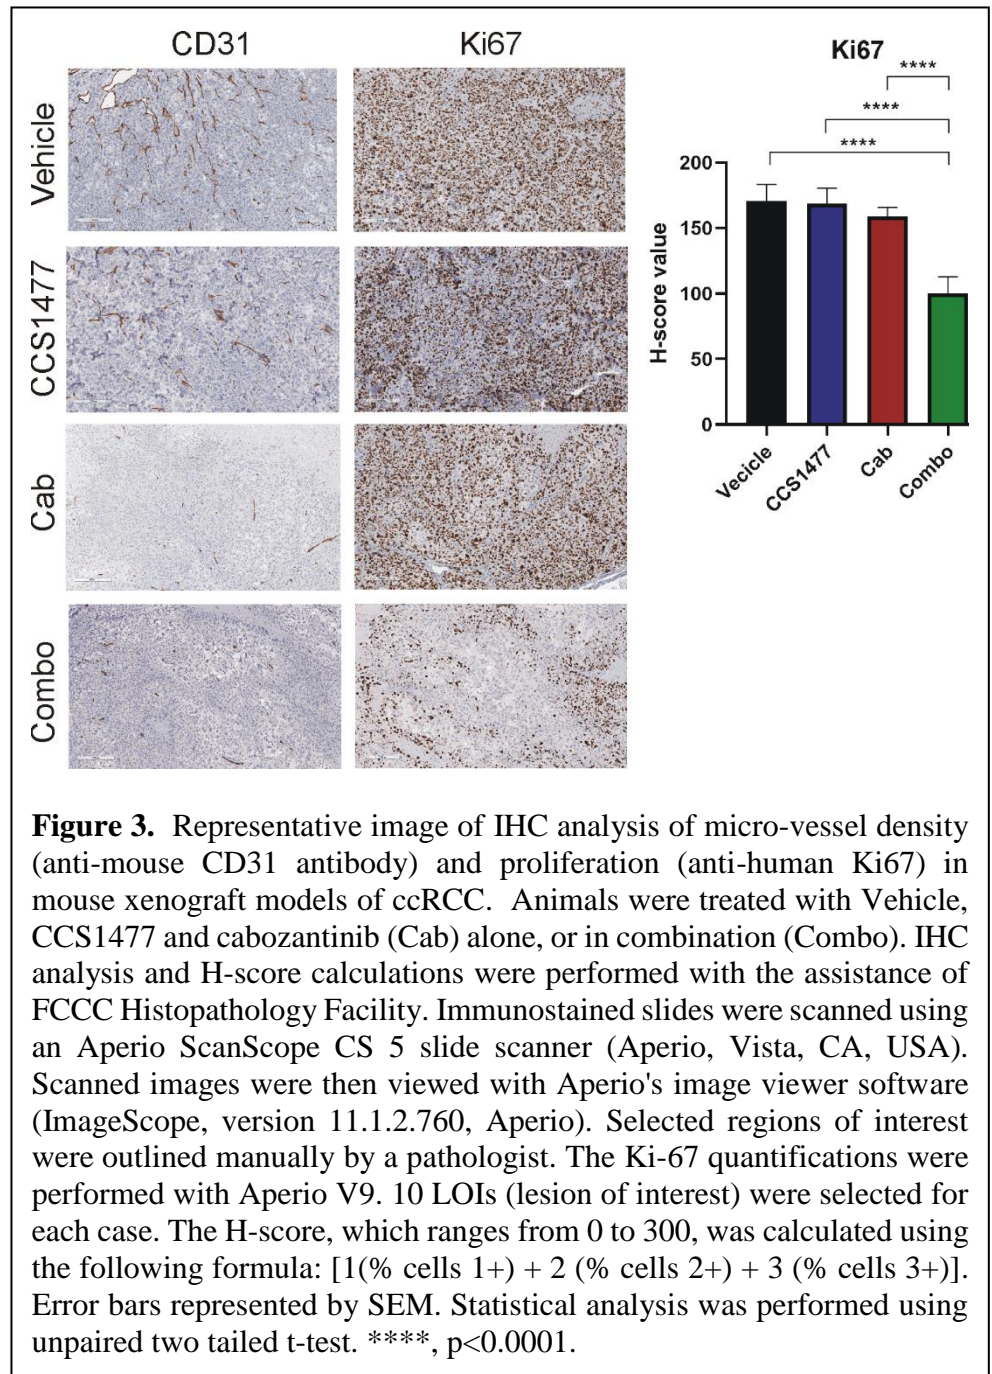 CD31
Ki67
Vehicle
CCS1477
Cab
Combo
Ki67
****
****
****
200
150
100
50
0
H-score value
Vecicle
CCS1477
Cab
Combo
Figure 3. Representative image of IHC analysis of micro-vessel density
(anti-mouse CD31 antibody) and proliferation (anti-human Ki67) in
mouse xenograft models of ccRCC. Animals were treated with Vehicle,
CCS1477 and cabozantinib (Cab) alone, or in combination (Combo). IHC
analysis and H-score calculations were performed with the assistance of
FCCC Histopathology Facility. Immunostained slides were scanned using
an Aperio ScanScope CS 5 slide scanner (Aperio, Vista, CA, USA).
Scanned images were then viewed with Aperio's image viewer software
(ImageScope, version 11.1.2.760, Aperio). Selected regions of interest
were outlined manually by a pathologist. The Ki-67 quantifications were
performed with Aperio V9. 10 LOIs (lesion of interest) were selected for
each case. The H-score, which ranges from 0 to 300, was calculated using
the following formula: [1(% cells 1+) + 2 (% cells 2+) + 3 (% cells 3+)].
Error bars represented by SEM. Statistical analysis was performed using
unpaired two tailed t-test. ****, p<0.0001.